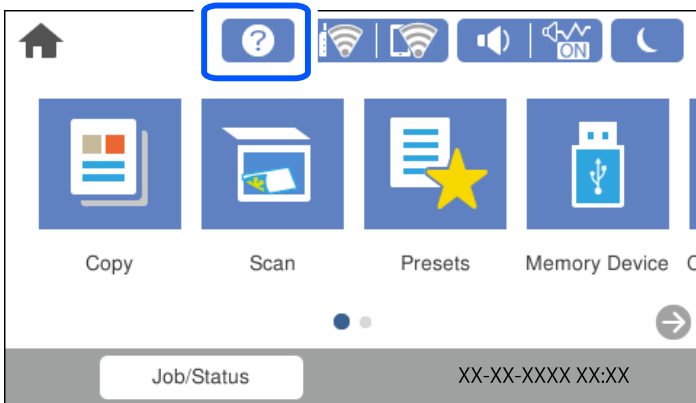 ?
ON
Copy Scan Presets Memory Device
Job/Status XX-XX-XXXX XX:XX